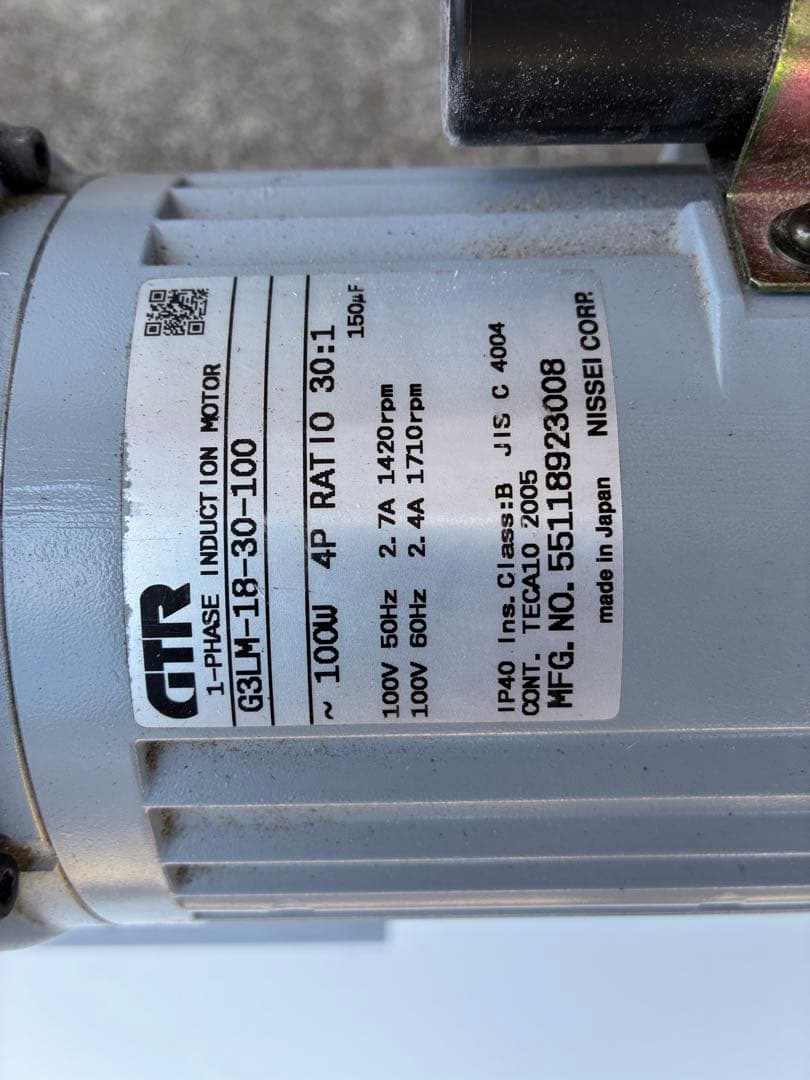 GTR
1-PHASE INDUCTION MOTOR
G3LM-18-30-100
~ 100W 4P RATIO 30:1
150μF
100V 50Hz 2.7A 1420rpm
100V 60Hz 2.4A 1710rpm
IP40 Ins.Class:B JIS C 4004
CONT. TECA10 2005
MFG. NO. 55118923008
made in Japan NISSEI CORP.